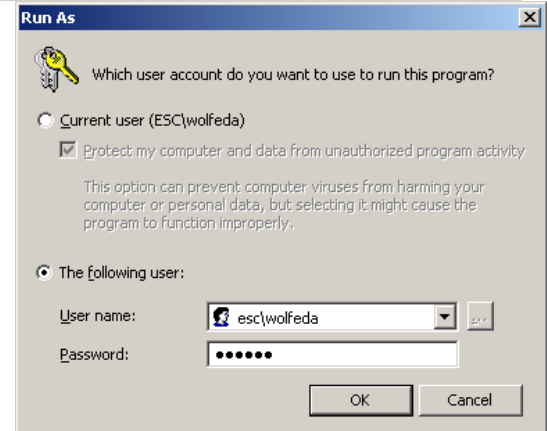 Run As
Which user account do you want to use to run this program?
Current user (ESC\wolfeda)
Protect my computer and data from unauthorized program activity
This option can prevent computer viruses from harming your
computer or personal data, but selecting it might cause the
program to function improperly.
The following user:
User name: esc\wolfeda ...
Password: ●●●●●●
OK Cancel